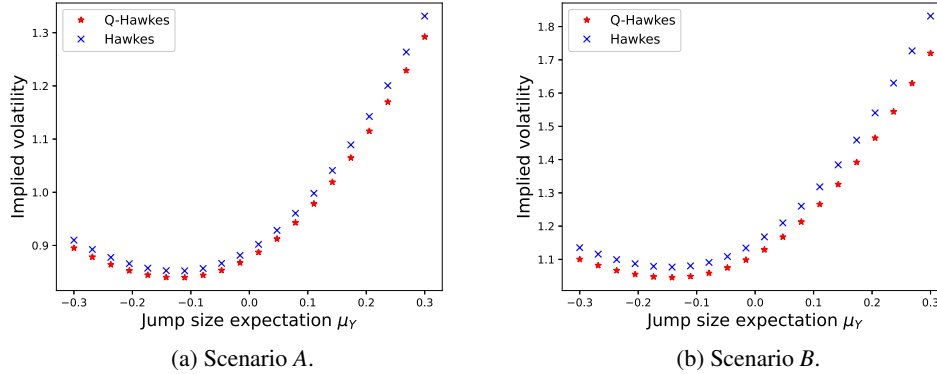 Q-Hawkes
Hawkes
1.3
1.2
1.1
1.0
0.9
Implied volatility
−0.3 −0.2 −0.1 0.0 0.1 0.2 0.3
Jump size expectation μ_Y
(a) Scenario A.
Q-Hawkes
Hawkes
1.8
1.7
1.6
1.5
1.4
1.3
1.2
1.1
Implied volatility
−0.3 −0.2 −0.1 0.0 0.1 0.2 0.3
Jump size expectation μ_Y
(b) Scenario B.